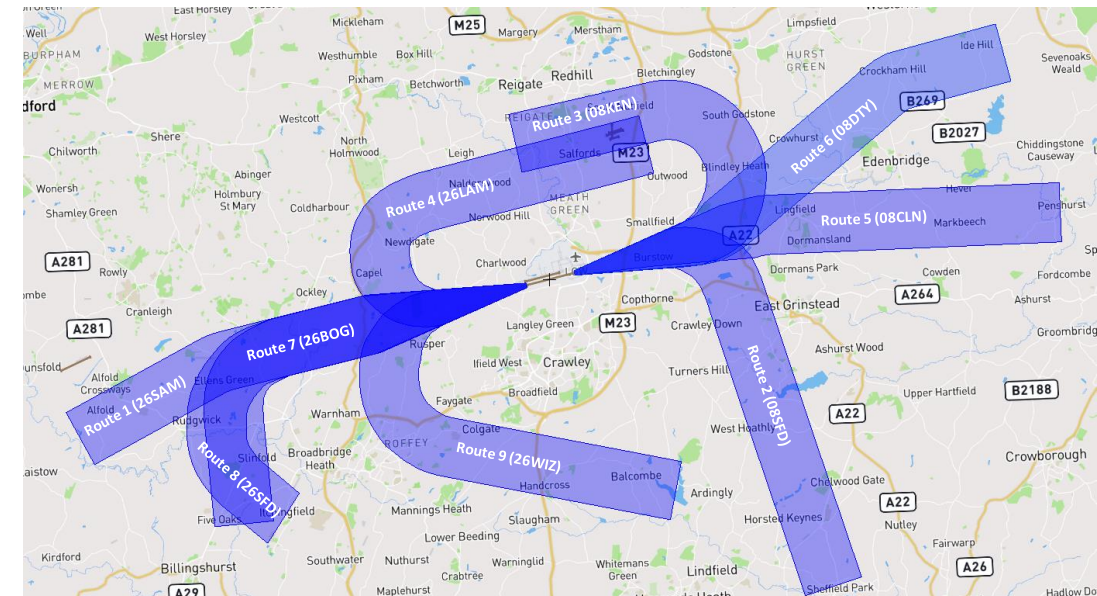 East Horsley
Mickleham
M25
Margery
Merstham
Limpsfield
Well
West Horsley
BURPHAM
Westhumble
Box Hill
Godstone
HURST
GREEN
Ide Hill
Sevenoaks
Weald
MERROW
Pixham
Betchworth
Reigate
Redhill
Bletchingley
Crockham Hill
dford
Westcott
REIGATE
Route 3 (08KEN)
South Godstone
B269
Shere
North
Holmwood
Leigh
Salfords
M23
Crowhurst
Route 6 (08DTY)
B2027
Chilworth
Edenbridge
Chiddingstone
Causeway
Abinger
Outwood
Blindley Heath
Wonersh
Holmbury
St Mary
Route 4 (26LAM)
MEATH
GREEN
Hever
Shamley Green
Coldharbour
Norwood Hill
Smallfield
Lingfield
Route 5 (08CLN)
Markbeech
Penshurst
Newdigate
A22
Dormansland
A281
Rowly
Capel
Charlwood
Burstow
Dormans Park
Cowden
Fordcombe
Ockley
Copthorne
East Grinstead
A264
Ashurst
Cranleigh
A281
Route 7 (26BOG)
Rusper
Langley Green
M23
Crawley Down
Groombridg
Ashurst Wood
Ifield West
Crawley
Turners Hill
Alfold
Crossways
Ellens Green
Broadfield
Upper Hartfield
B2188
Alfold
Route 1 (26SAM)
Rudgwick
Warnham
Faygate
Route 2 (08SFD)
A22
Colgate
West Hoathly
ROFFEY
Broadbridge
Heath
Slinfold
Route 8 (26SFD)
Route 9 (26WIZ)
Balcombe
Crowborough
Handcross
Chelwood Gate
Ardingly
A22
Five Oaks
Mannings Heath
Slaugham
Horsted Keynes
Nutley
Lower Beeding
Fairwarp
Kirdford
Billingshurst
Southwater
Nuthurst
Warninglid
Whitemans
Green
Lindfield
A26
Crabtree
A29
Maplehurst
Sheffield Park